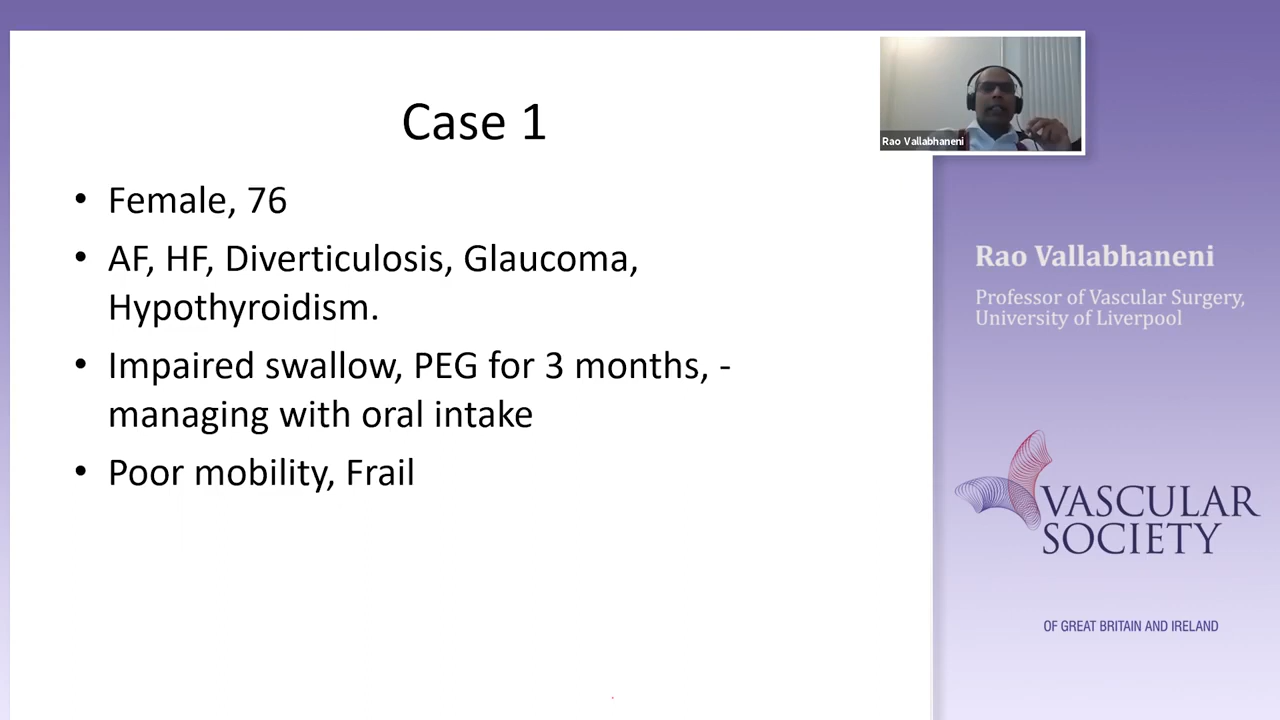 Case 1
• Female, 76
• AF, HF, Diverticulosis, Glaucoma,
Hypothyroidism.
• Impaired swallow, PEG for 3 months, -
managing with oral intake
• Poor mobility, Frail
Rao Vallabhaneni
Rao Vallabhaneni
Professor of Vascular Surgery,
University of Liverpool
VASCULAR
SOCIETY
OF GREAT BRITAIN AND IRELAND